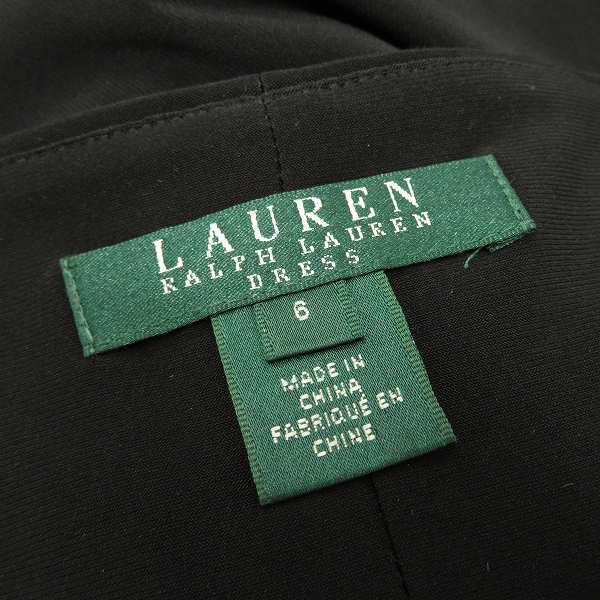 LAUREN
RALPH LAUREN
DRESS
6
MADE IN
CHINA
FABRIQUÉ EN
CHINE